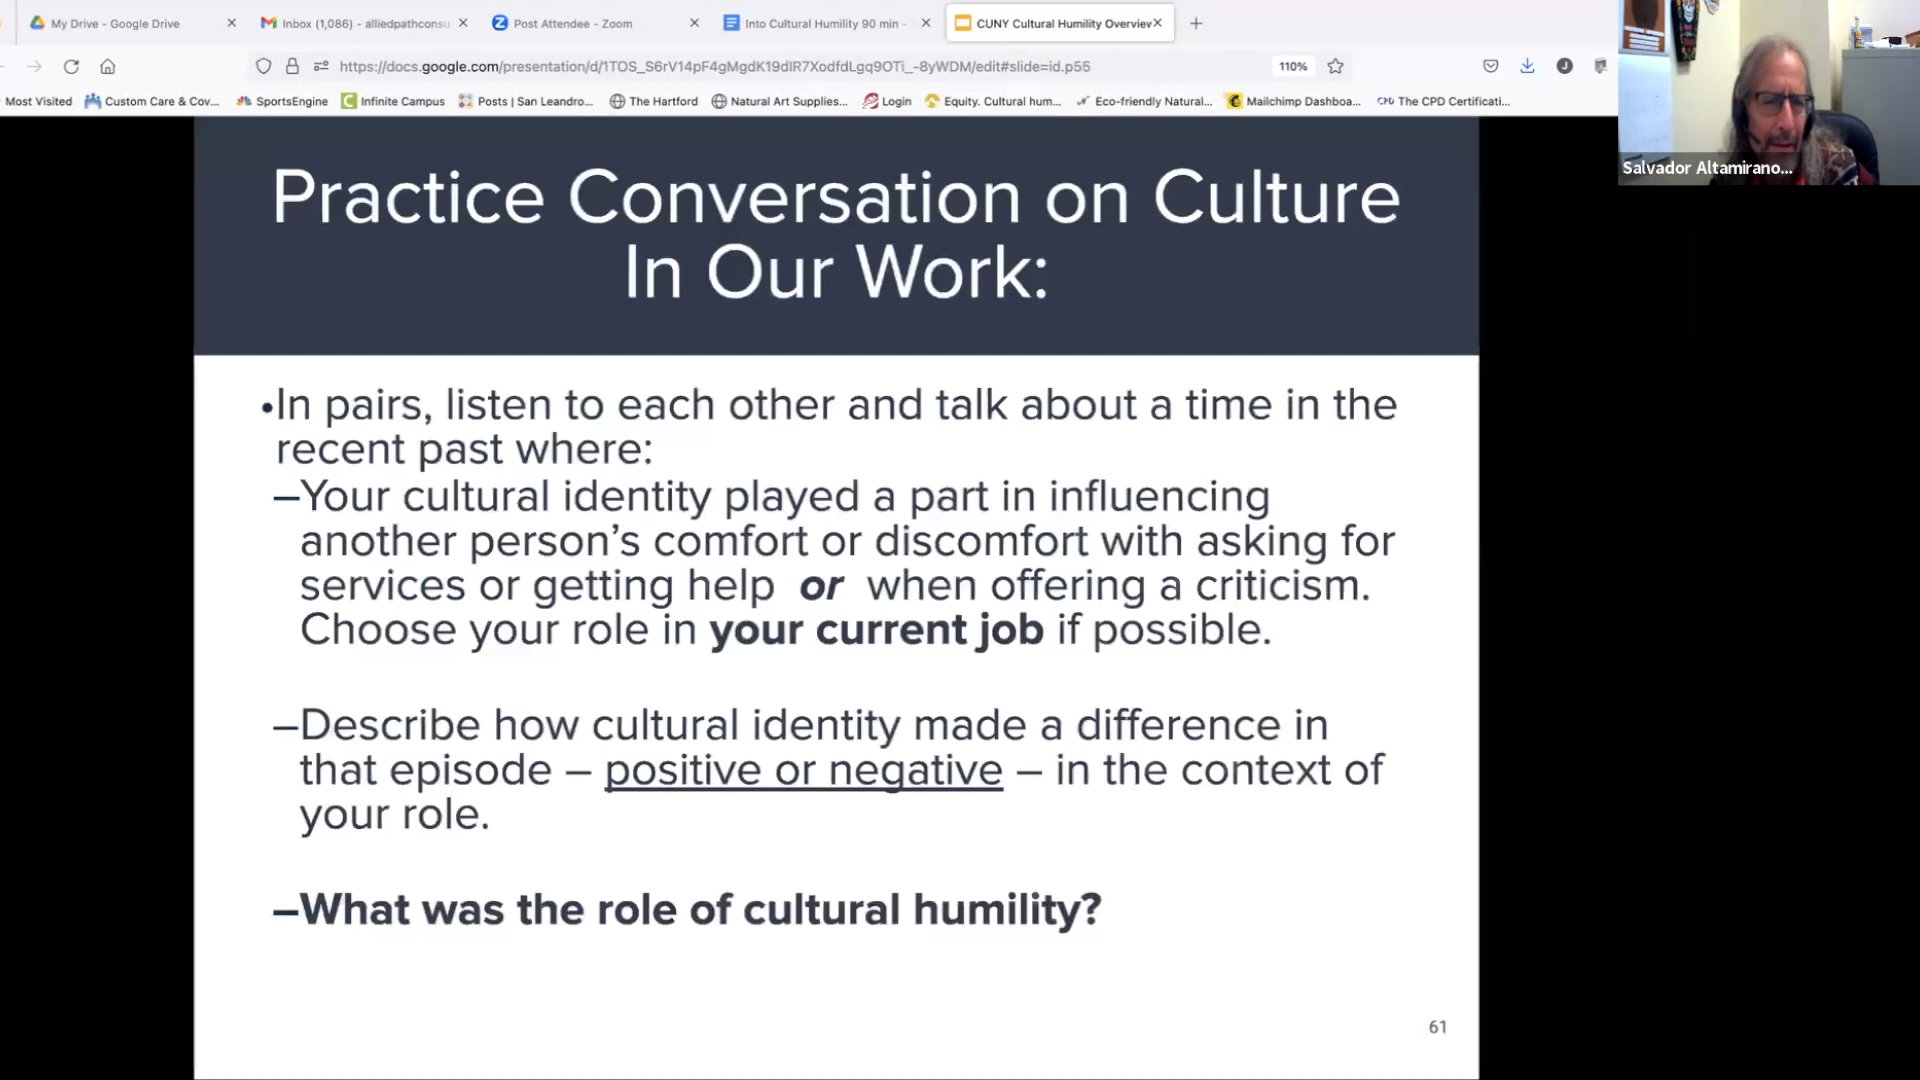 My Drive - Google Drive
Inbox (1,086) - alliedpathconsu
Post Attendee - Zoom
Into Cultural Humility 90 min -
CUNY Cultural Humility Overview
https://docs.google.com/presentation/d/1TOS_S6rV14pF4gMgdK19dlR7XodfdLgq9OTi_-8yWDM/edit#slide=id.p55
110%
J
Most Visited
Custom Care & Cov...
SportsEngine
Infinite Campus
Posts | San Leandro...
The Hartford
Natural Art Supplies...
Login
Equity. Cultural hum...
Eco-friendly Natural...
Mailchimp Dashboa...
CPD The CPD Certificati...
Salvador Altamirano...
Practice Conversation on Culture
In Our Work:
•In pairs, listen to each other and talk about a time in the
recent past where:
–Your cultural identity played a part in influencing
another person’s comfort or discomfort with asking for
services or getting help or when offering a criticism.
Choose your role in your current job if possible.
–Describe how cultural identity made a difference in
that episode – positive or negative – in the context of
your role.
–What was the role of cultural humility?
61